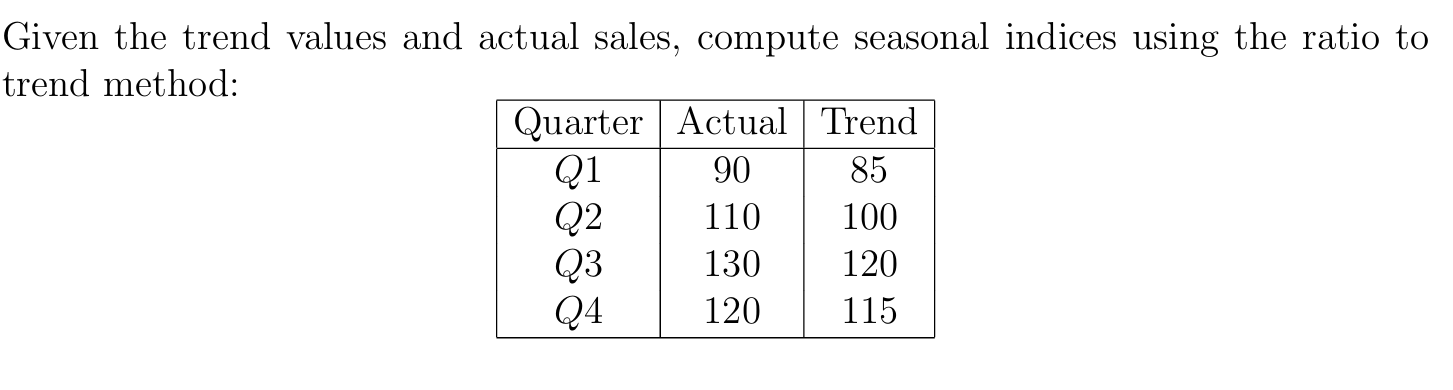 Given the trend values and actual sales, compute seasonal indices using the ratio to
trend method:
Quarter Actual Trend
Q1 90 85
Q2 110 100
Q3 130 120
Q4 120 115